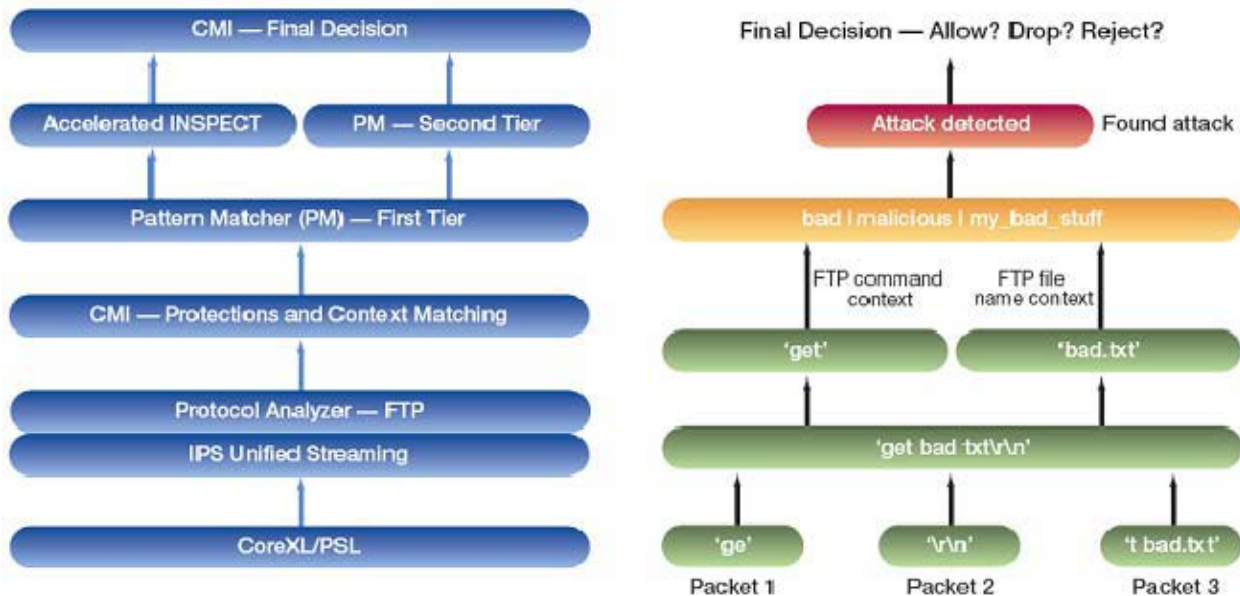 CMI — Final Decision
Accelerated INSPECT
PM — Second Tier
Pattern Matcher (PM) — First Tier
CMI — Protections and Context Matching
Protocol Analyzer — FTP
IPS Unified Streaming
CoreXL/PSL
Final Decision — Allow? Drop? Reject?
Attack detected
Found attack
bad | malicious | my_bad_stuff
FTP command
context
FTP file
name context
‘get’
‘bad.txt’
‘get bad txt\r\n’
‘ge’
‘\r\n’
‘t bad.txt’
Packet 1
Packet 2
Packet 3